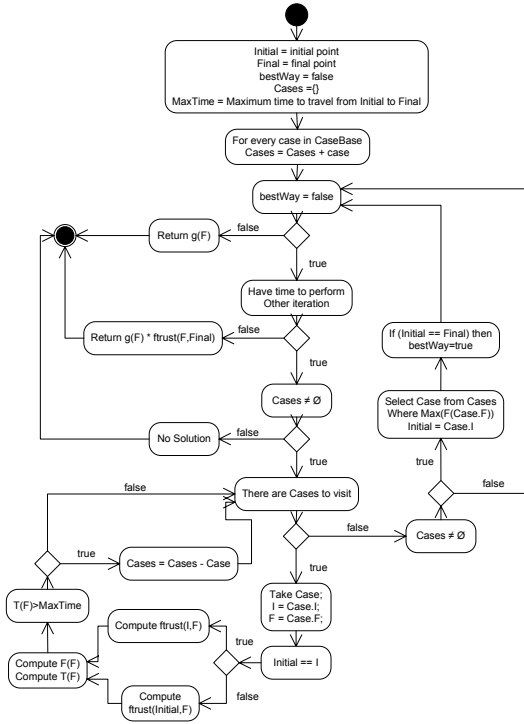 Initial = initial point
Final = final point
bestWay = false
Cases ={}
MaxTime = Maximum time to travel from Initial to Final
For every case in CaseBase
Cases = Cases + case
bestWay = false
Return g(F)
false
true
Have time to perform
Other iteration
Return g(F) * ftrust(F,Final)
false
true
If (Initial == Final) then
bestWay=true
Cases ≠ Ø
Select Case from Cases
Where Max(F(Case.F))
Initial = Case.I
No Solution
false
true
true
false
There are Cases to visit
false
false
Cases ≠ Ø
true
Cases = Cases - Case
true
T(F)>MaxTime
Take Case;
I = Case.I;
F = Case.F;
Compute ftrust(I,F)
true
Initial == I
Compute F(F)
Compute T(F)
false
Compute
ftrust(Initial,F)